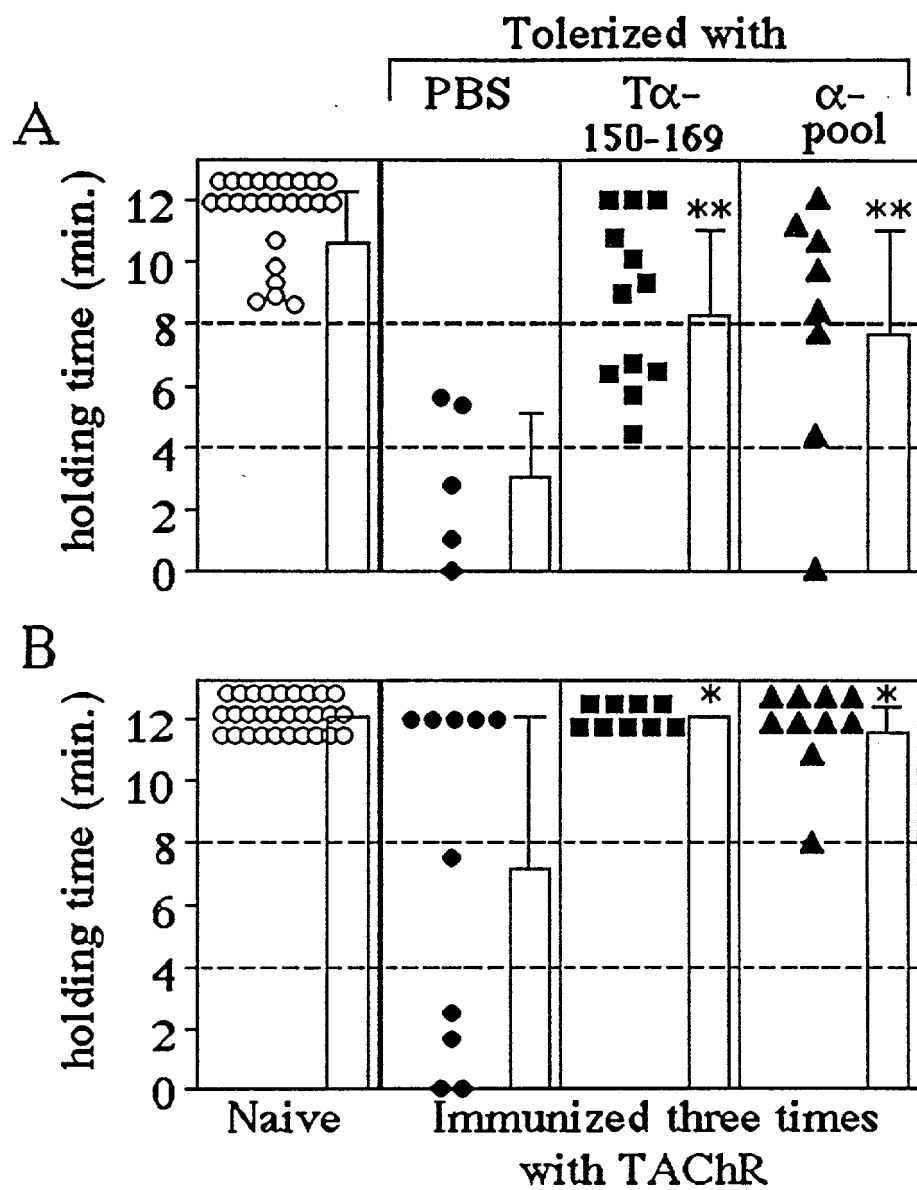 Tolerized with
PBS
Tα-
150-169
α-
pool
A
holding time (min.)
12
10
8
6
4
2
0
**
**
B
holding time (min.)
12
10
8
6
4
2
0
*
*
Naive
Immunized three times
with TAChR